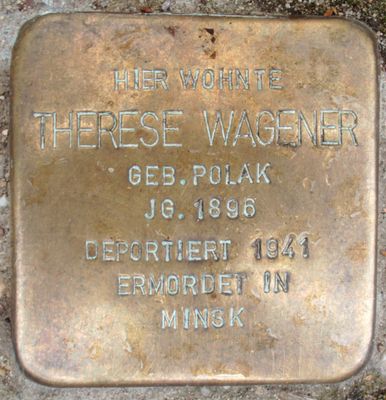 HIER WOHNTE
THERESE WAGENER
GEB. POLAK
JG. 1896
DEPORTIERT 1941
ERMORDET IN
MINSK